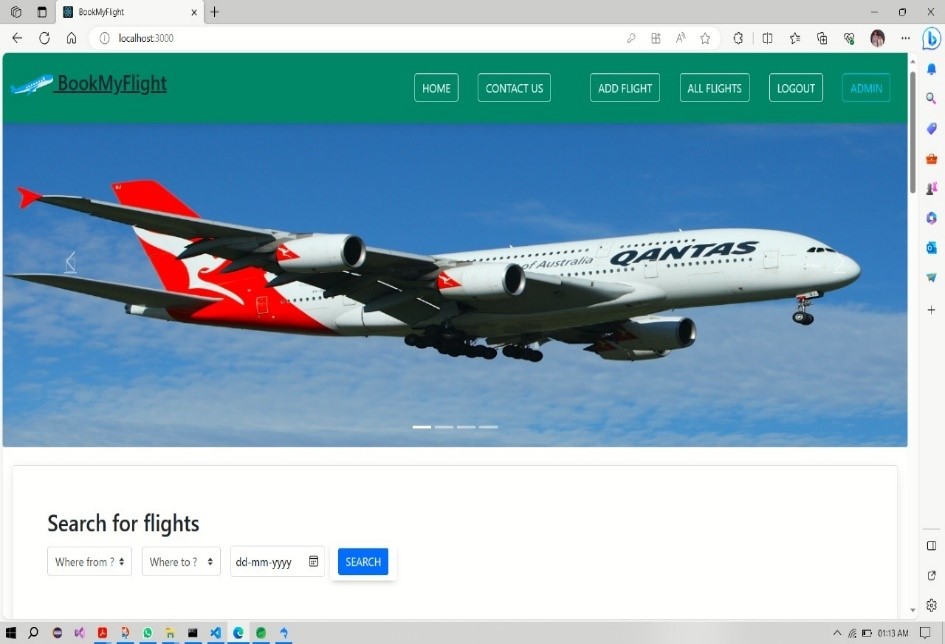 BookMyFlight
localhost:3000
BookMyFlight
HOME
CONTACT US
ADD FLIGHT
ALL FLIGHTS
LOGOUT
ADMIN
of Australia QANTAS
Search for flights
Where from ?
Where to ?
dd-mm-yyyy
SEARCH
01:13 AM